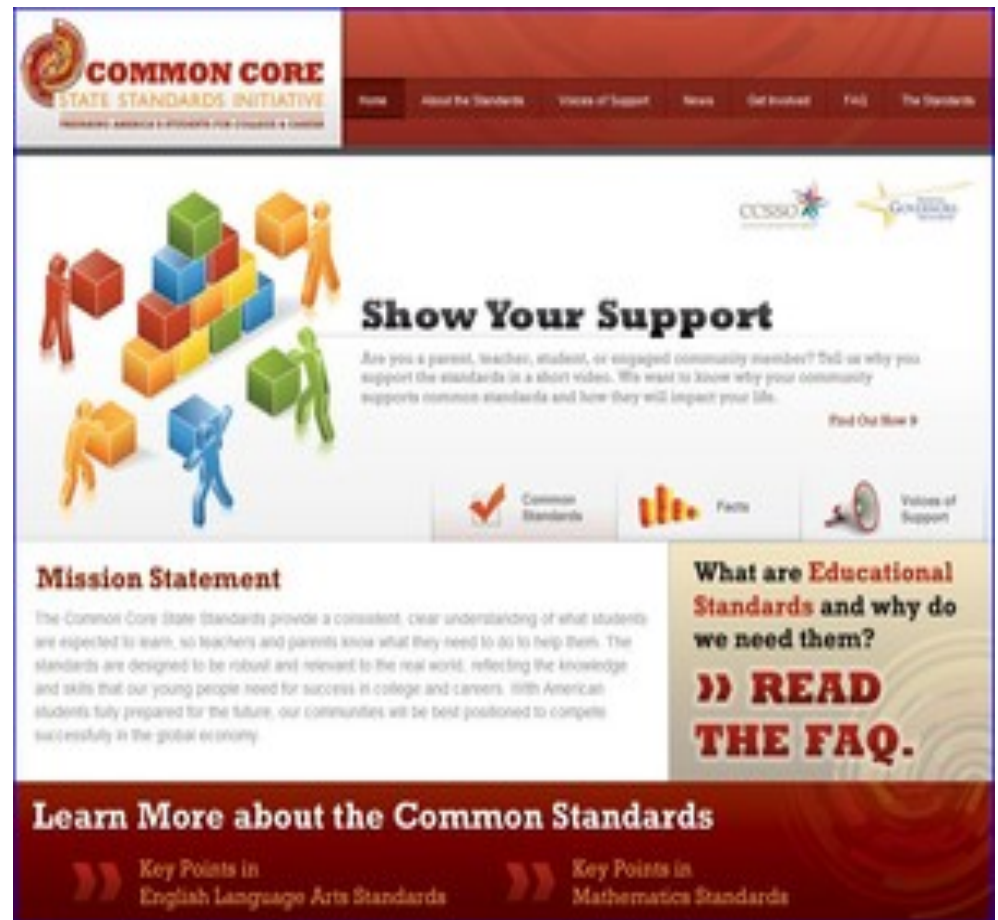 COMMON CORE
STATE STANDARDS INITIATIVE
PREPARING AMERICA'S STUDENTS FOR COLLEGE & CAREER
Home About the Standards Voices of Support News Get Involved FAQ The Standards
CCSSO
GOVERNORS
Show Your Support
Are you a parent, teacher, student, or engaged community member? Tell us why you
support the standards in a short video. We want to know why your community
supports common standards and how they will impact your life.
Find Out How
Common
Standards
Facts
Voices of
Support
Mission Statement
The Common Core State Standards provide a consistent, clear understanding of what students
are expected to learn, so teachers and parents know what they need to do to help them. The
standards are designed to be robust and relevant to the real world, reflecting the knowledge
and skills that our young people need for success in college and careers. With American
students fully prepared for the future, our communities will be best positioned to compete
successfully in the global economy.
What are Educational
Standards and why do
we need them?
›› READ
THE FAQ.
Learn More about the Common Standards
Key Points in
English Language Arts Standards
Key Points in
Mathematics Standards